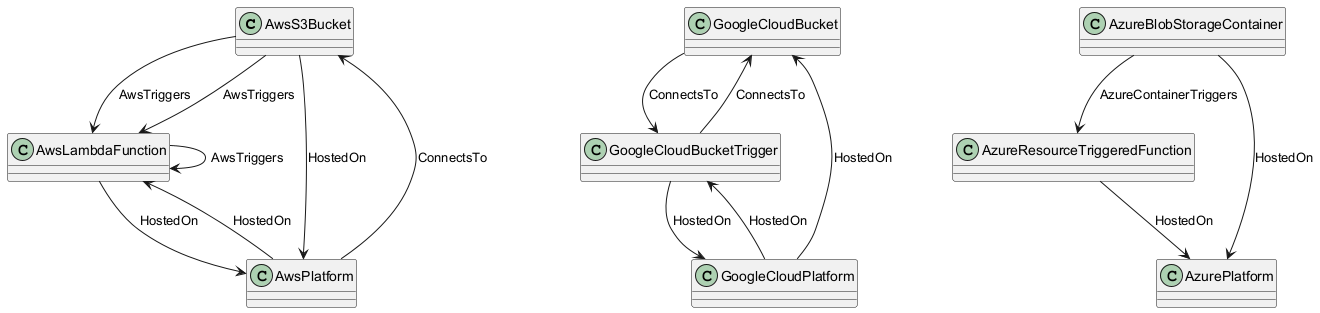 C AwsS3Bucket
C GoogleCloudBucket
C AzureBlobStorageContainer
AwsTriggers
AwsTriggers
ConnectsTo
ConnectsTo
AzureContainerTriggers
C AwsLambdaFunction
AwsTriggers
HostedOn
ConnectsTo
C GoogleCloudBucketTrigger
HostedOn
C AzureResourceTriggeredFunction
HostedOn
HostedOn
HostedOn
HostedOn
HostedOn
HostedOn
C AwsPlatform
C GoogleCloudPlatform
C AzurePlatform